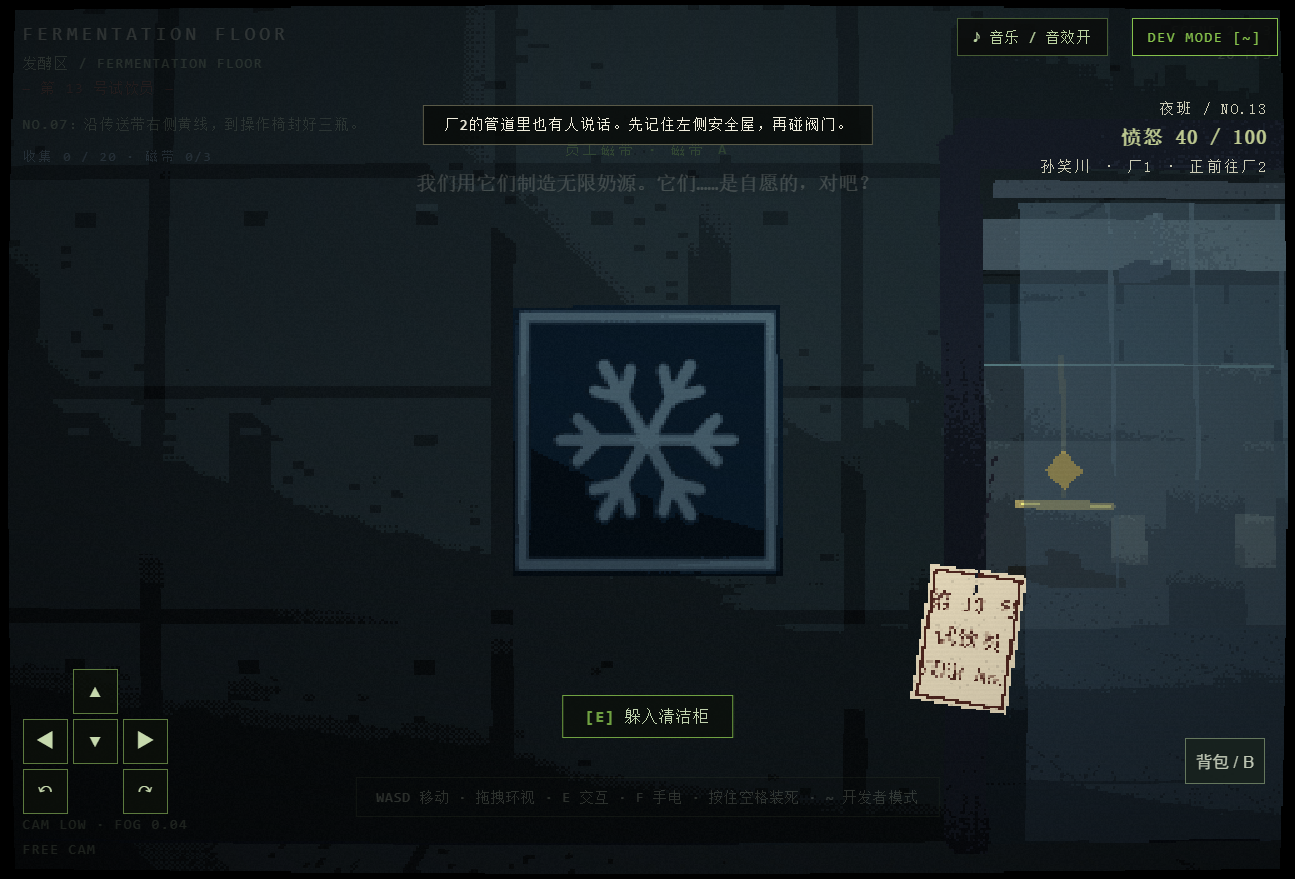 FERMENTATION FLOOR
发酵区 / FERMENTATION FLOOR
NO.07: 沿传送带右侧黄线，到操作椅封好三瓶。
收集 0 / 20 · 磁带 0/3
♪ 音乐 / 音效开
DEV MODE [~]
厂2的管道里也有人说话。先记住左侧安全屋，再碰阀门。
员工磁带 · 磁带 A
我们用它们制造无限奶源。它们……是自愿的，对吧？
夜班 / NO.13
愤怒 40 / 100
孙笑川 · 厂1 · 正前往厂2
[E] 躲入清洁柜
背包 / B
WASD 移动 · 拖拽环视 · E 交互 · F 手电 · 按住空格装死 · ~ 开发者模式
CAM LOW · FOG 0.04
FREE CAM